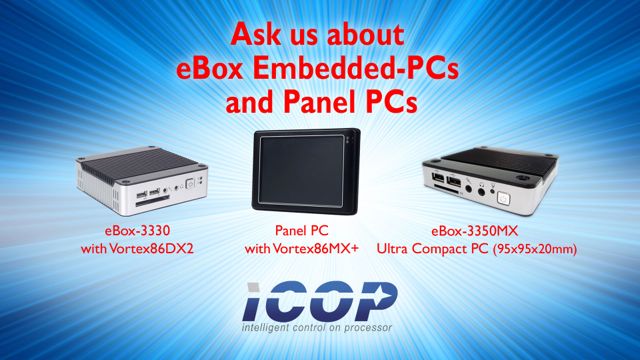 Ask us about
eBox Embedded-PCs
and Panel PCs
eBox-3330
with Vortex86DX2
Panel PC
with Vortex86MX+
eBox-3350MX
Ultra Compact PC (95x95x20mm)
iCOP
intelligent control on processor